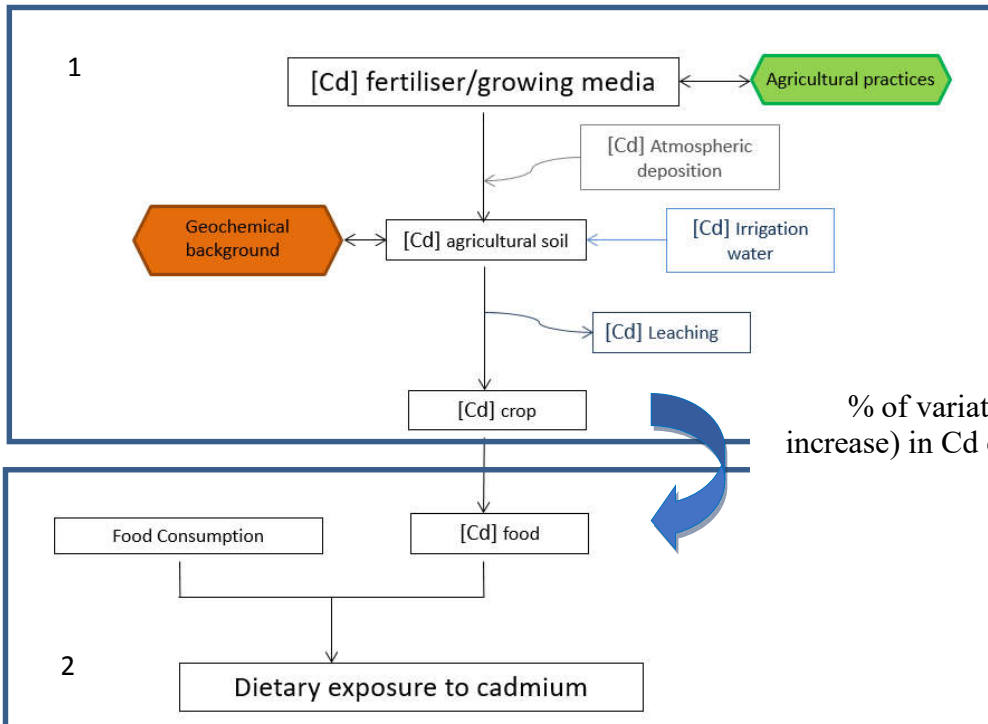 1
[Cd] fertiliser/growing media
Agricultural practices
[Cd] Atmospheric
deposition
Geochemical
background
[Cd] agricultural soil
[Cd] Irrigation
water
[Cd] Leaching
[Cd] crop
% of
increase) in Cd
Food Consumption
[Cd] food
2
Dietary exposure to cadmium